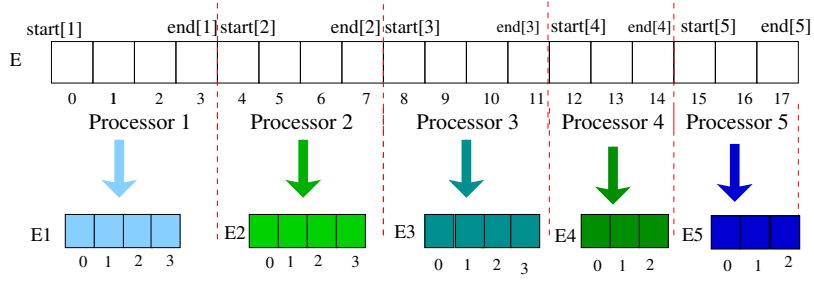 start[1] end[1] start[2] end[2] start[3] end[3] start[4] end[4] start[5] end[5]
E
0 1 2 3 4 5 6 7 8 9 10 11 12 13 14 15 16 17
Processor 1 Processor 2 Processor 3 Processor 4 Processor 5
E1 E2 E3 E4 E5
0 1 2 3 0 1 2 3 0 1 2 3 0 1 2 0 1 2